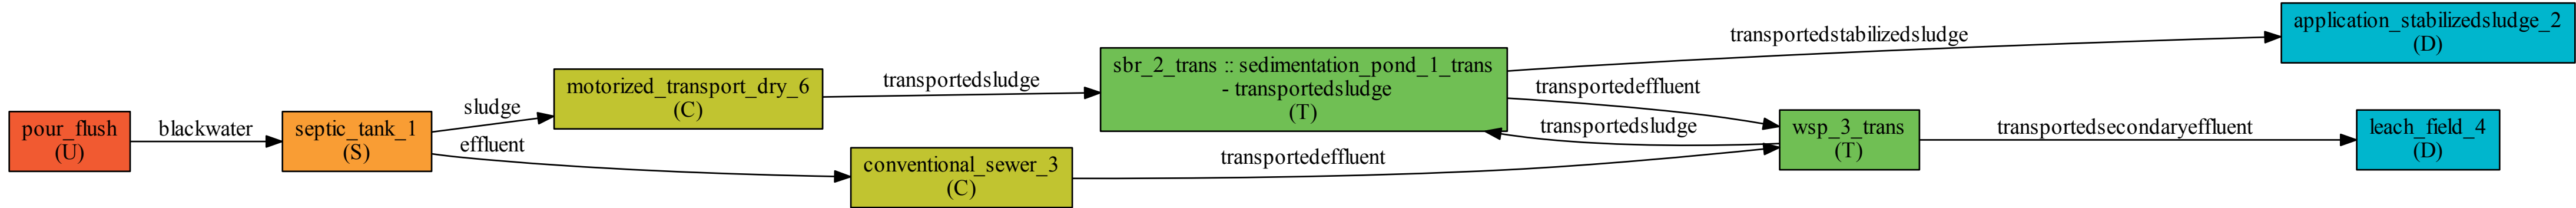 pour_flush
(U)
blackwater
septic_tank_1
(S)
sludge
effluent
motorized_transport_dry_6
(C)
conventional_sewer_3
(C)
transportedsludge
transportedeffluent
sbr_2_trans :: sedimentation_pond_1_trans
- transportedsludge
(T)
transportedstabilizedsludge
transportedeffluent
transportedsludge
wsp_3_trans
(T)
transportedsecondaryeffluent
application_stabilizedsludge_2
(D)
leach_field_4
(D)